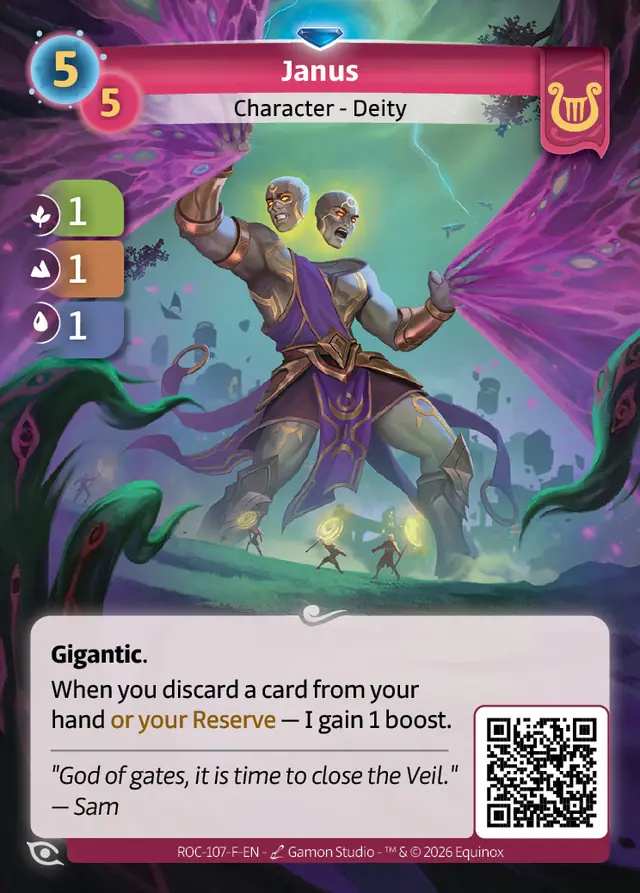 5
Janus
5
Character - Deity
1
1
1
Gigantic.
When you discard a card from your
hand or your Reserve — I gain 1 boost.
"God of gates, it is time to close the Veil."
— Sam
ROC-107-F-EN - Gamon Studio - ™ & © 2026 Equinox